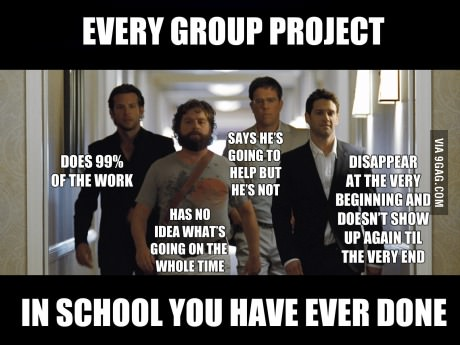 EVERY GROUP PROJECT
DOES 99%
OF THE WORK
HAS NO
IDEA WHAT'S
GOING ON THE
WHOLE TIME
SAYS HE'S
GOING TO
HELP BUT
HE'S NOT
DISAPPEAR
AT THE VERY
BEGINNING AND
DOESN'T SHOW
UP AGAIN TIL
THE VERY END
VIA 9GAG.COM
IN SCHOOL YOU HAVE EVER DONE